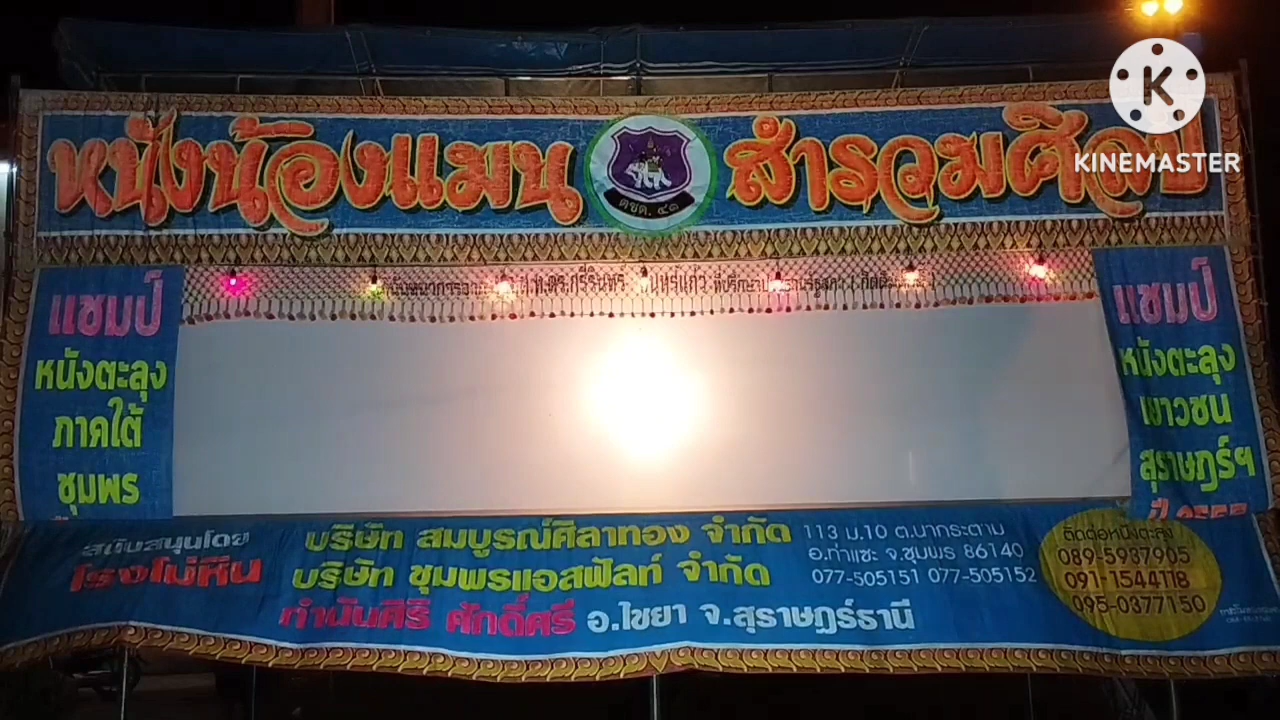 KINEMASTER
หนังน้องแมน
ตชด. ๔๑
สำรวมศิลป์
แชมป์
หนังตะลุง
ภาคใต้
ชุมพร
แชมป์
หนังตะลุง
เยาวชน
สุราษฎร์ฯ
สนับสนุนโดย
โรงโม่หิน
บริษัท สมบูรณ์ศิลาทอง จำกัด
บริษัท ชุมพรแอสฟัลท์ จำกัด
กำนันศิริ ศักดิ์ศรี อ.ไชยา จ.สุราษฎร์ธานี
113 ม.10 ต.นากระตาม
อ.ท่าแซะ จ.ชุมพร 86140
077-505151 077-505152
ติดต่อหนังตะลุง
089-5937905
091-1544118
095-0377150